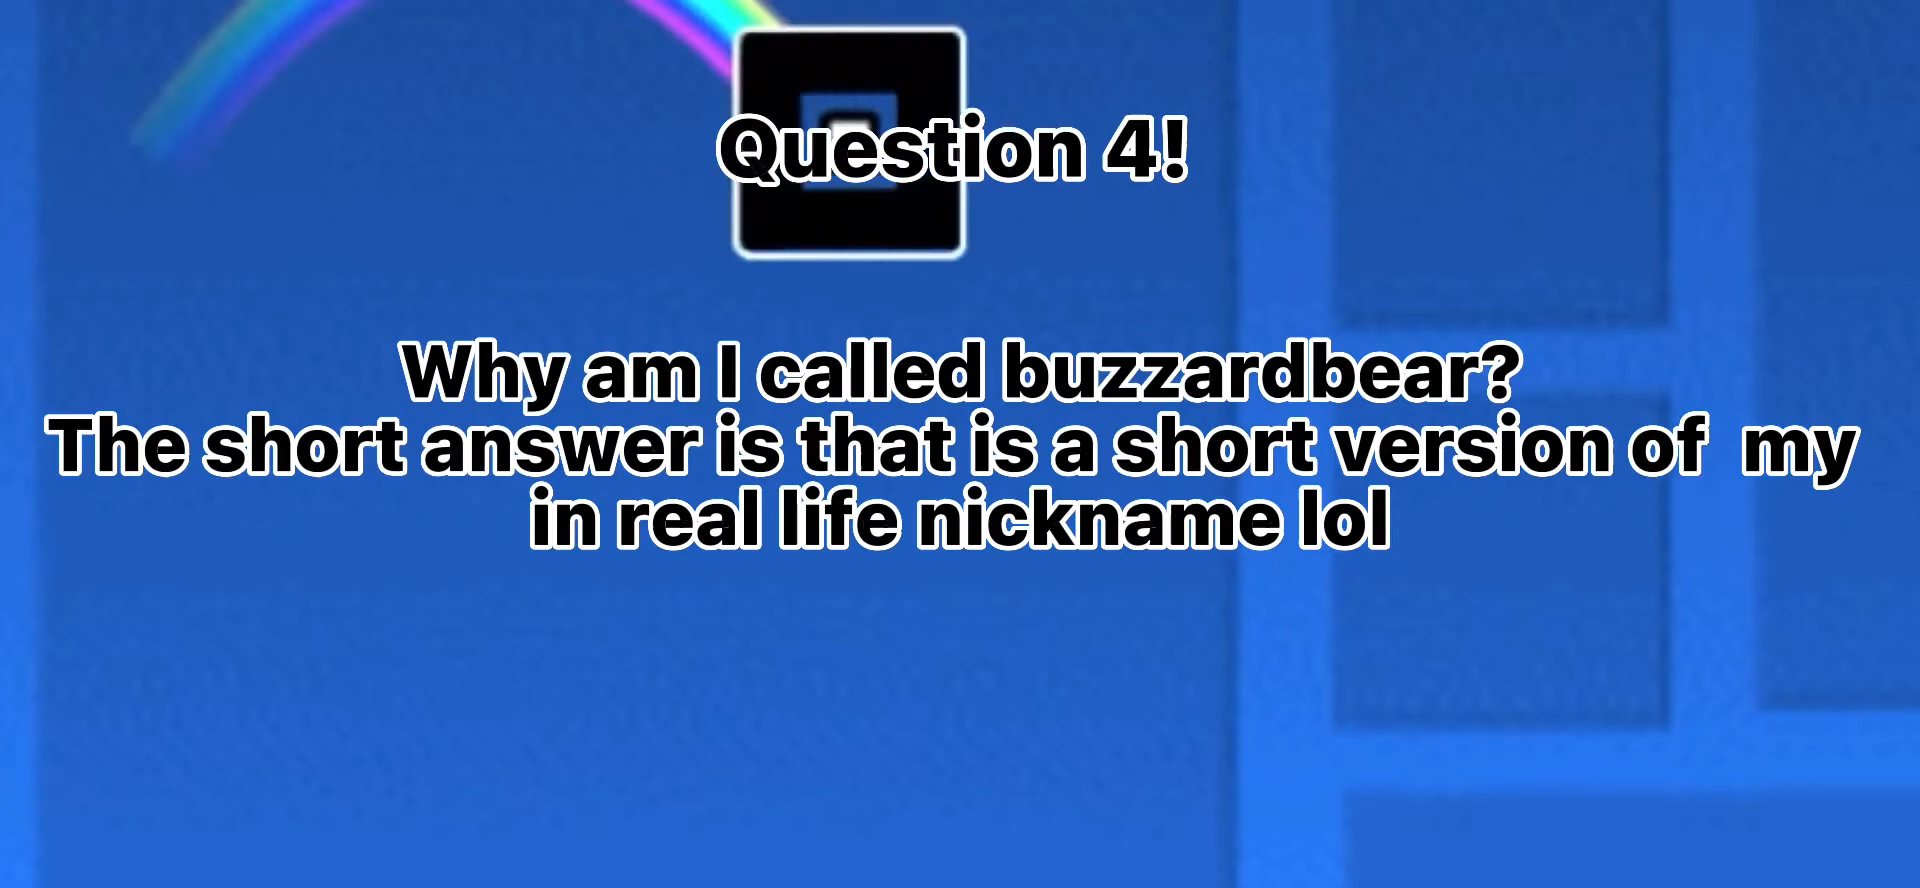 Question 4!
Why am I called buzzardbear?
The short answer is that is a short version of  my
in real life nickname lol